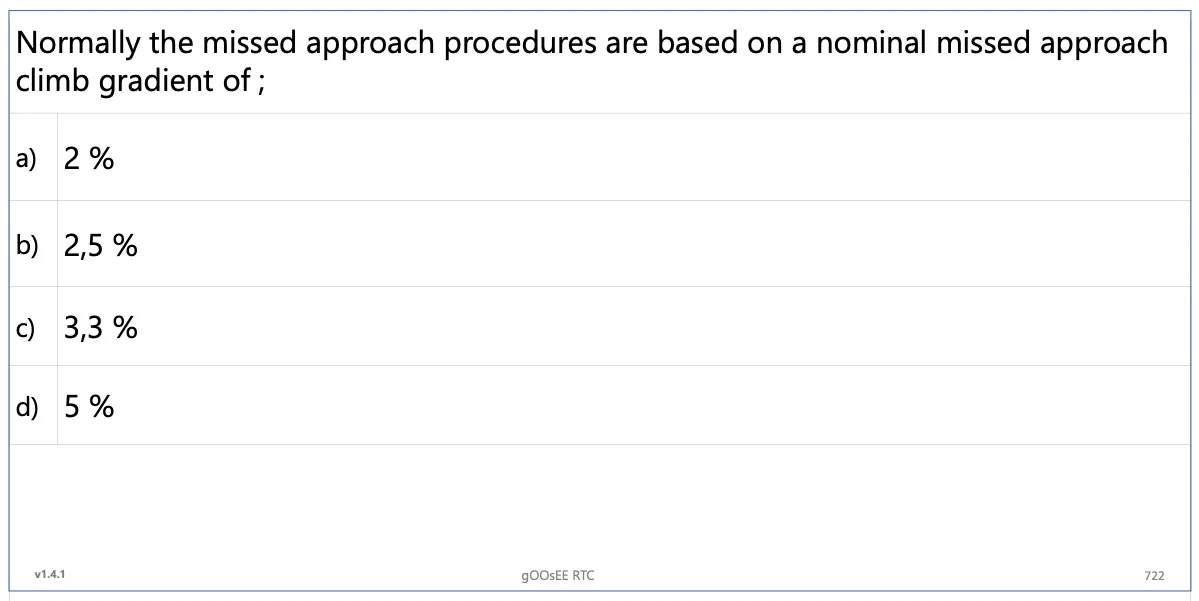 Normally the missed approach procedures are based on a nominal missed approach
climb gradient of ;
a) 2 %
b) 2,5 %
c) 3,3 %
d) 5 %
v1.4.1 gOOsEE RTC 722